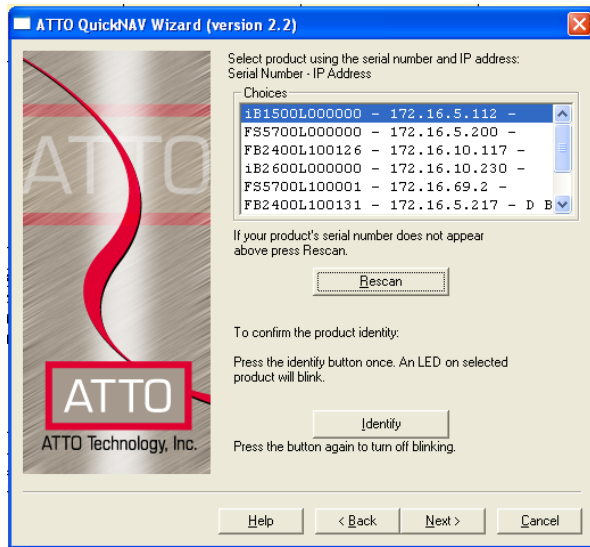 ATTO QuickNAV Wizard (version 2.2)
Select product using the serial number and IP address:
Serial Number - IP Address
Choices
iB1500L000000 - 172.16.5.112 -
FS5700L000000 - 172.16.5.200 -
FB2400L100126 - 172.16.10.117 -
iB2600L000000 - 172.16.10.230 -
FS5700L100001 - 172.16.69.2 -
FB2400L100131 - 172.16.5.217 - D B
If your product's serial number does not appear
above press Rescan.
Rescan
To confirm the product identity:
Press the identify button once. An LED on selected
product will blink.
Identify
Press the button again to turn off blinking.
ATTO
ATTO
ATTO Technology, Inc.
Help
< Back
Next >
Cancel